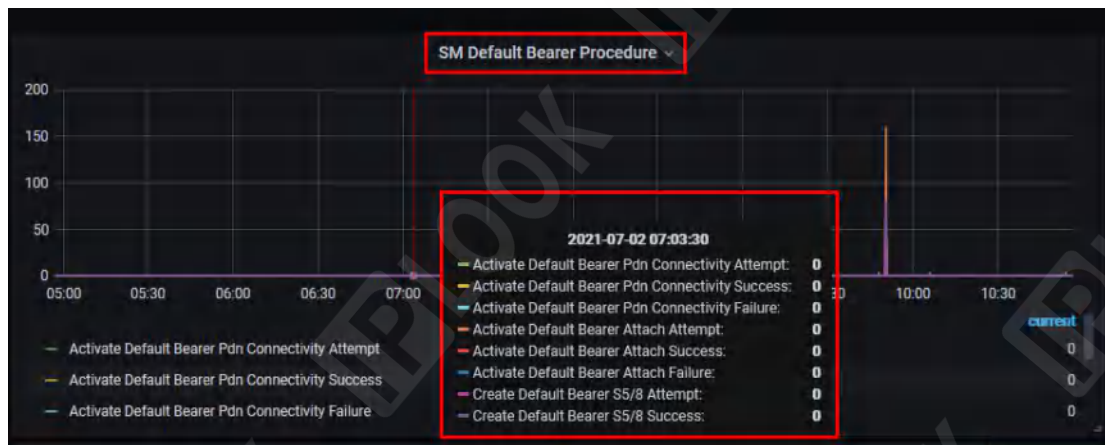 SM Default Bearer Procedure
200
150
100
50
0
05:00 05:30 06:00 06:30 07:00 10:00 10:30
2021-07-02 07:03:30
Activate Default Bearer Pdn Connectivity Attempt: 0
Activate Default Bearer Pdn Connectivity Success: 0
Activate Default Bearer Pdn Connectivity Failure: 0
Activate Default Bearer Attach Attempt: 0
Activate Default Bearer Attach Success: 0
Activate Default Bearer Attach Failure: 0
Create Default Bearer S5/8 Attempt: 0
Create Default Bearer S5/8 Success: 0
current
Activate Default Bearer Pdn Connectivity Attempt 0
Activate Default Bearer Pdn Connectivity Success 0
Activate Default Bearer Pdn Connectivity Failure 0
IPLOOK